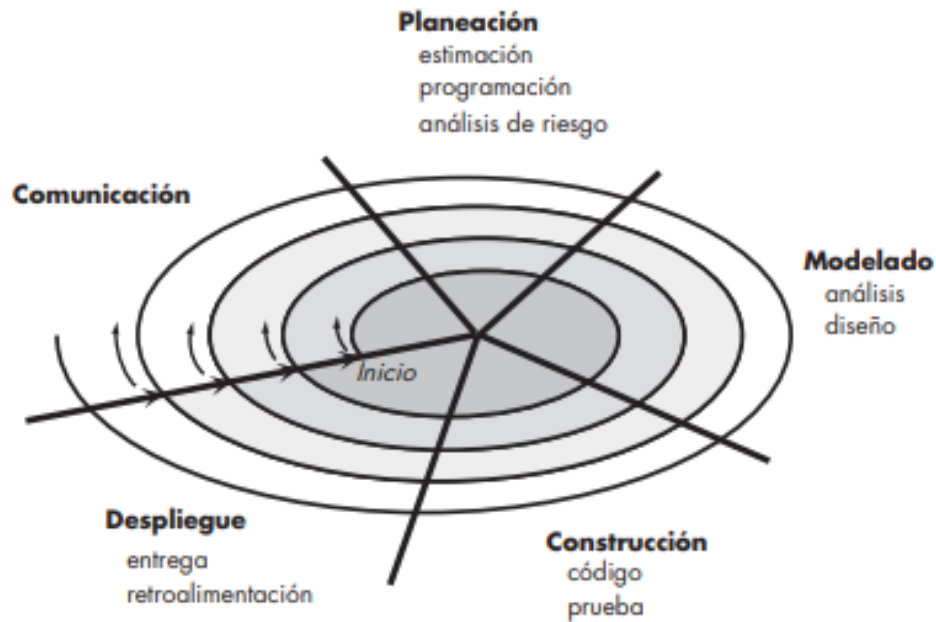 Planeación
estimación
programación
análisis de riesgo
Comunicación
Modelado
análisis
diseño
Inicio
Despliegue
entrega
retroalimentación
Construcción
código
prueba